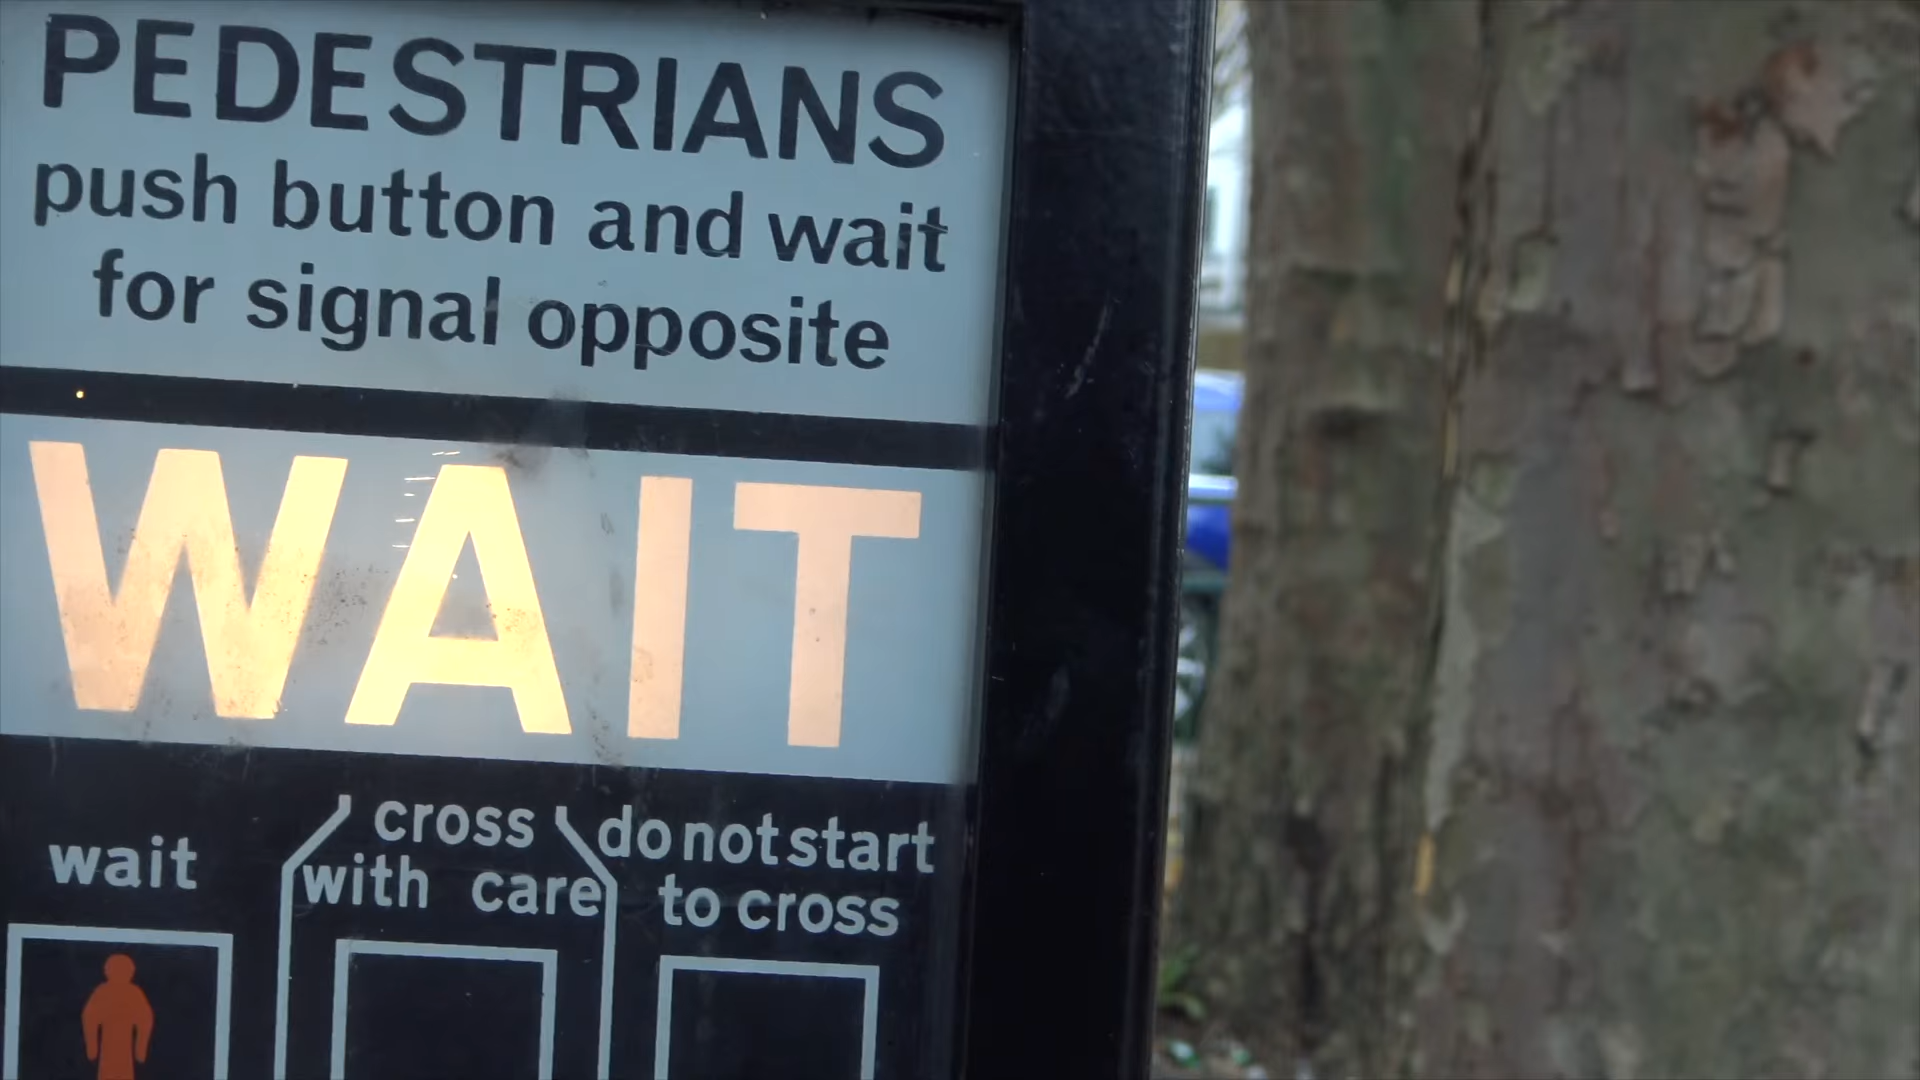 PEDESTRIANS
push button and wait
for signal opposite
WAIT
wait
cross
with care
do not start
to cross